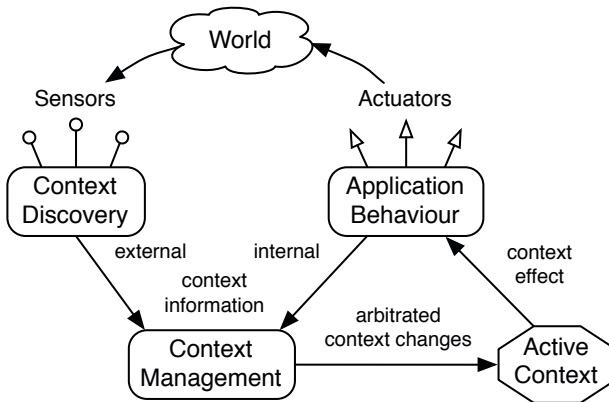 World
Sensors
Actuators
Context
Discovery
Application
Behaviour
external
internal
context
information
context
effect
arbitrated
context changes
Context
Management
Active
Context